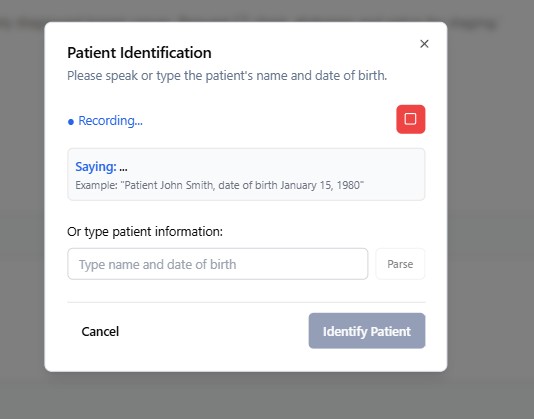 Patient Identification
Please speak or type the patient's name and date of birth.
Recording...
Saying: ...
Example: "Patient John Smith, date of birth January 15, 1980"
Or type patient information:
Type name and date of birth
Parse
Cancel
Identify Patient